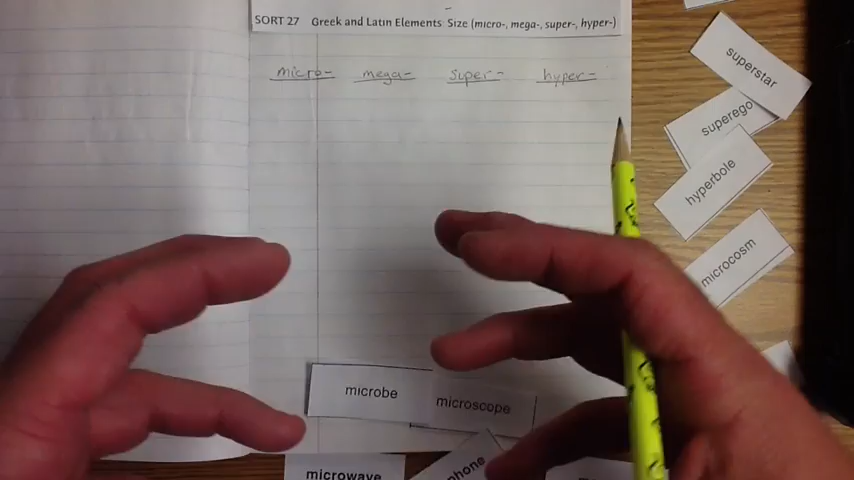 SORT 27 Greek and Latin Elements Size (micro-, mega-, super-, hyper-)
micro- mega- super- hyper-
superstar
superego
hyperbole
microcosm
microbe
microscope
microwave
phone